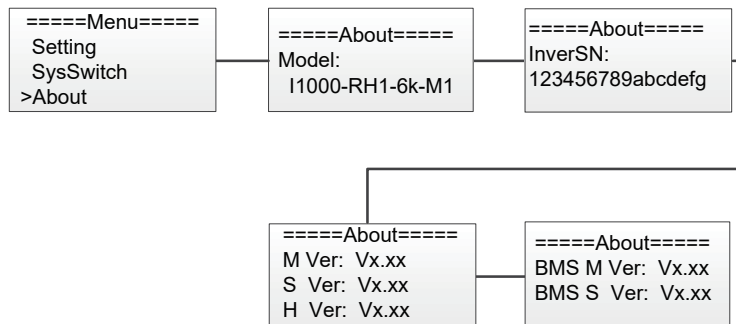 =====Menu=====
Setting
SysSwitch
>About
=====About=====
Model:
I1000-RH1-6k-M1
=====About=====
InverSN:
123456789abcdefg
=====About=====
M Ver: Vx.xx
S Ver: Vx.xx
H Ver: Vx.xx
=====About=====
BMS M Ver: Vx.xx
BMS S Ver: Vx.xx